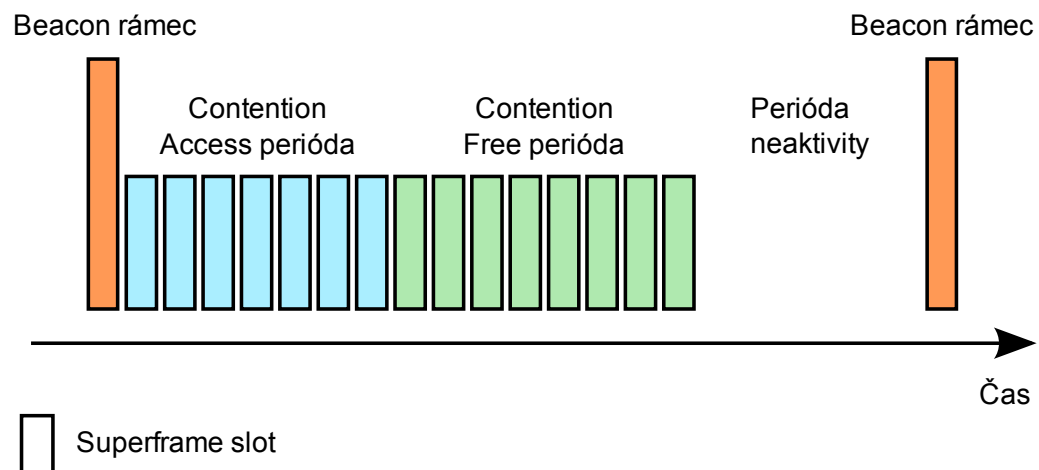 Beacon rámec
Beacon rámec
Contention
Access perióda
Contention
Free perióda
Perióda
neaktivity
Čas
Superframe slot